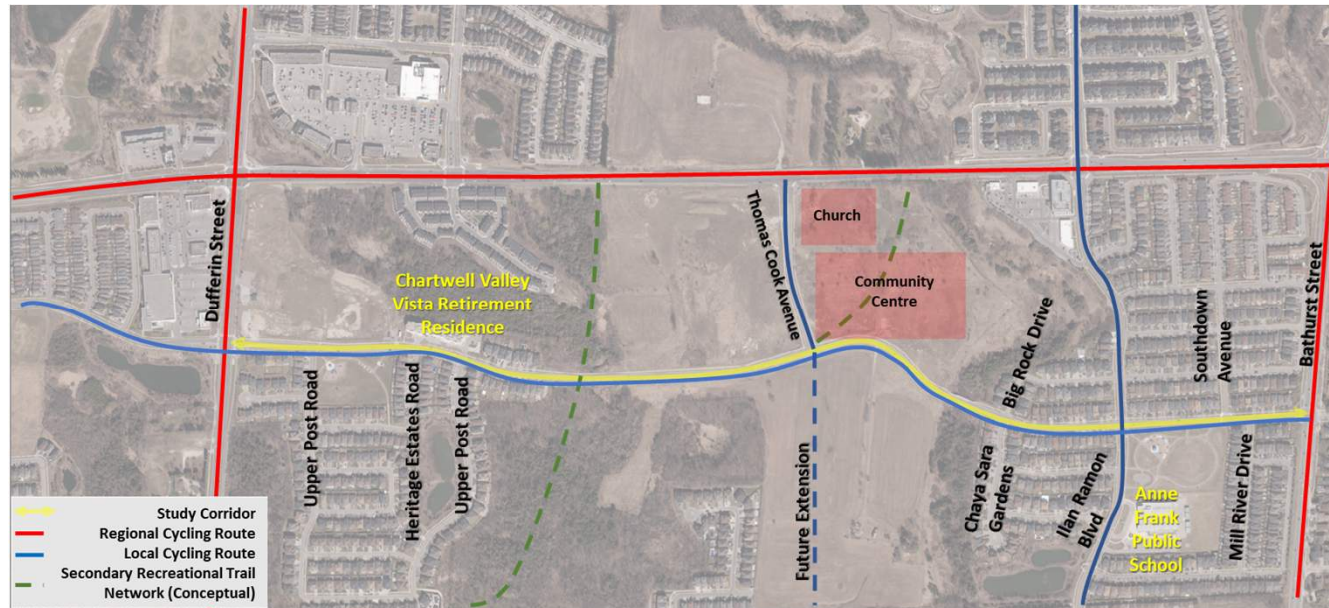 Dufferin Street
Chartwell Valley
Vista Retirement
Residence
Thomas Cook Avenue
Church
Community
Centre
Big Rock Drive
Southdown
Avenue
Bathurst Street
Upper Post Road
Heritage Estates Road
Upper Post Road
Future Extension
Chaya Sara
Gardens
Ilan Ramon
Blvd
Anne
Frank
Public
School
Mill River Drive
Study Corridor
Regional Cycling Route
Local Cycling Route
Secondary Recreational Trail
Network (Conceptual)